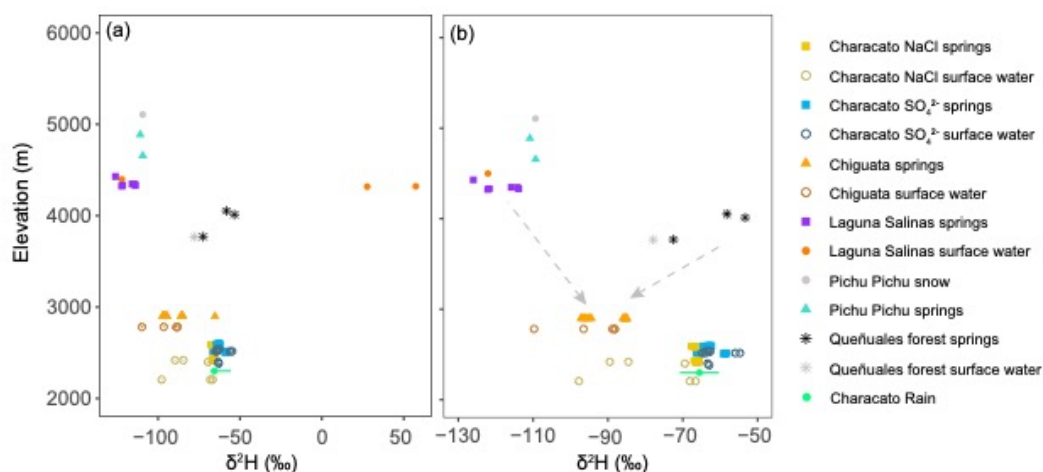 (a)
(b)
6000
5000
4000
3000
2000
Elevation (m)
−100
−50
0
50
−130
−110
−90
−70
−50
δ²H (‰)
δ²H (‰)
Characato NaCl springs
Characato NaCl surface water
Characato SO₄²⁻ springs
Characato SO₄²⁻ surface water
Chiguata springs
Chiguata surface water
Laguna Salinas springs
Laguna Salinas surface water
Pichu Pichu snow
Pichu Pichu springs
Queñuales forest springs
Queñuales forest surface water
Characato Rain